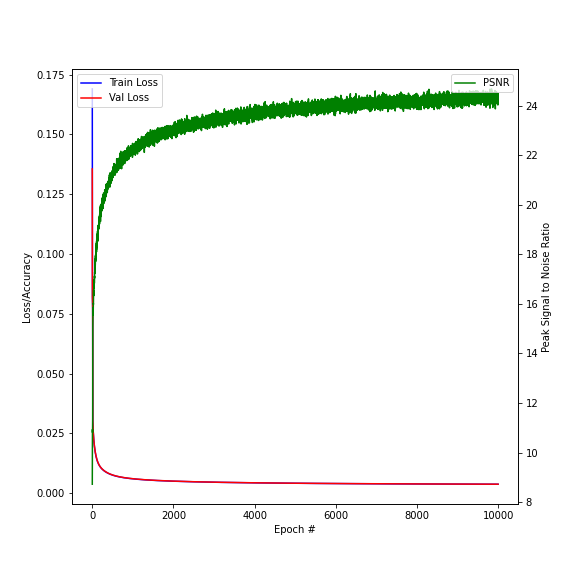 Train Loss
Val Loss
PSNR
0.175
0.150
0.125
0.100
0.075
0.050
0.025
0.000
Loss/Accuracy
24
22
20
18
16
14
12
10
8
Peak Signal to Noise Ratio
0 2000 4000 6000 8000 10000
Epoch #